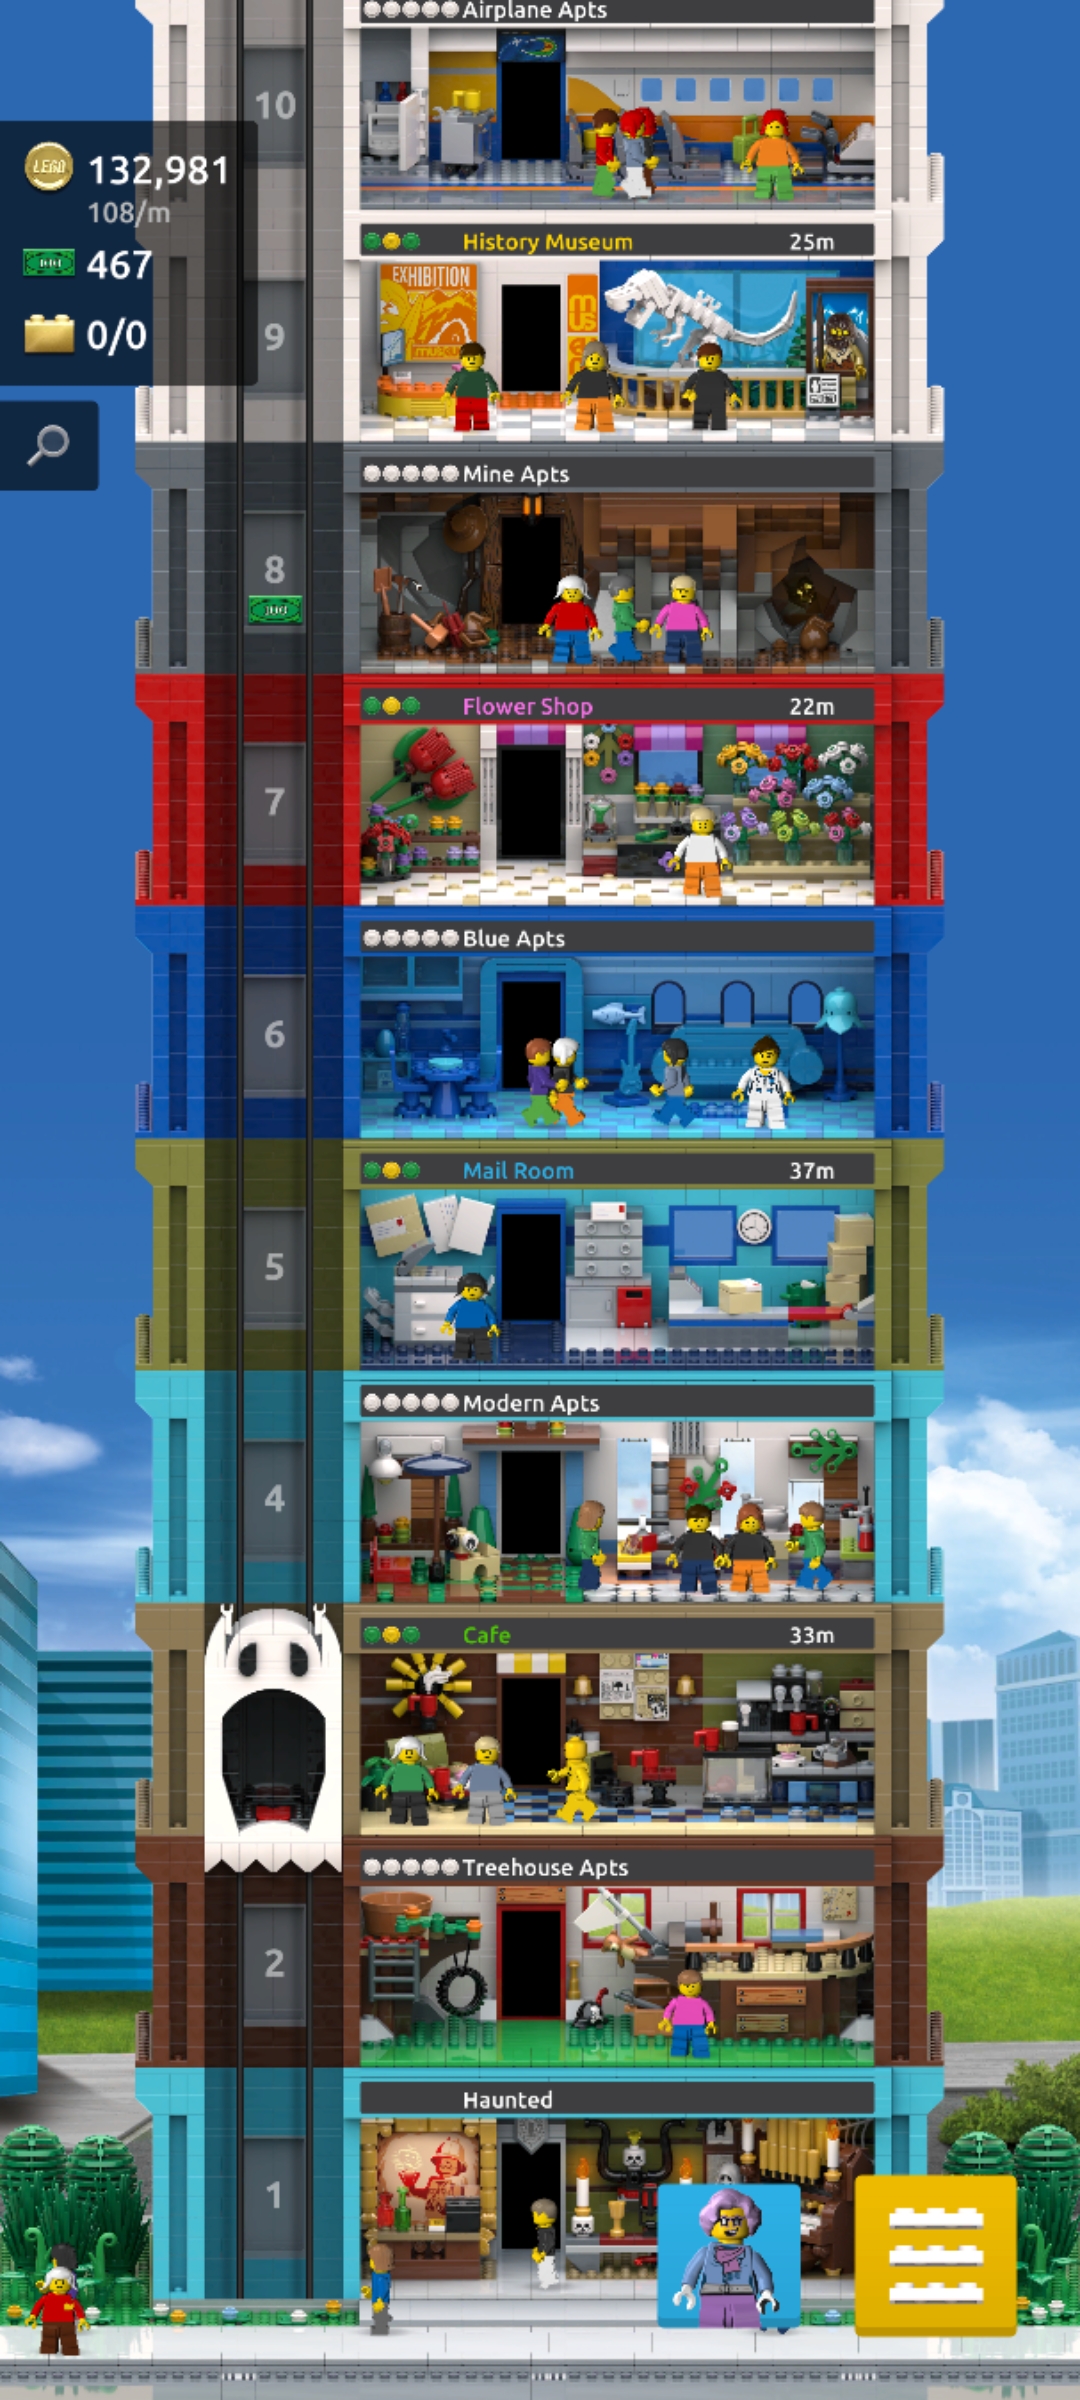 Airplane Apts
10
LEGO
132,981
108/m
467
0/0
History Museum 25m
EXHIBITION
9
Mine Apts
8
Flower Shop 22m
7
Blue Apts
6
Mail Room 37m
5
Modern Apts
4
Cafe 33m
Treehouse Apts
2
Haunted
1